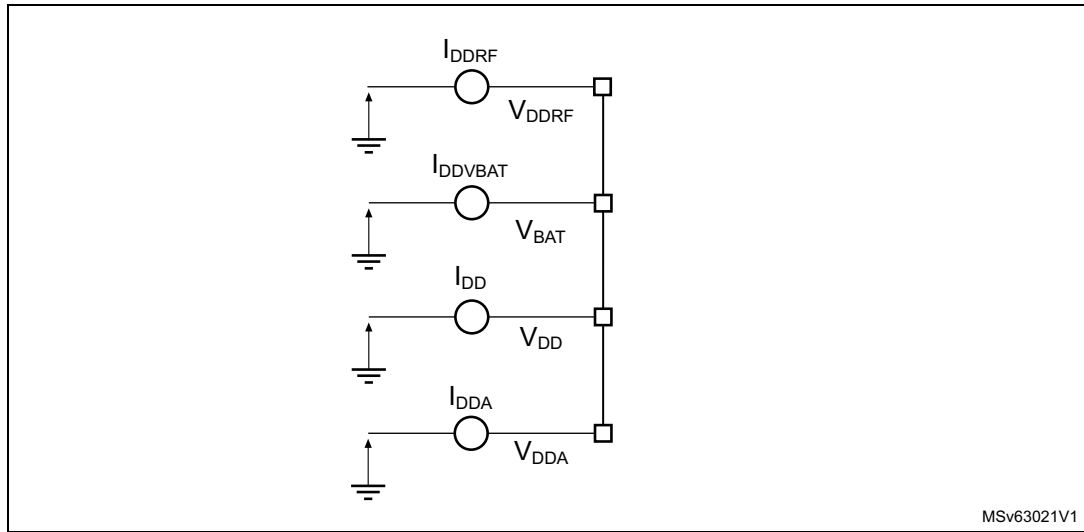 IDDRF
VDDRF
IDDVBAT
VBAT
IDD
VDD
IDDA
VDDA
MSv63021V1